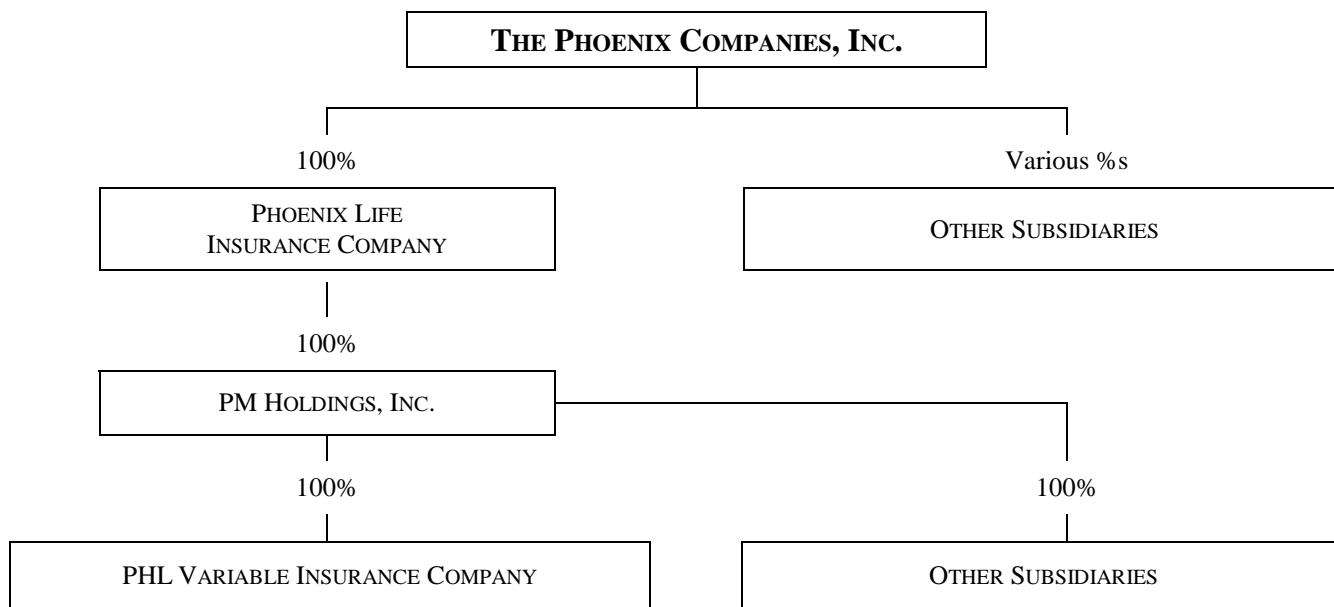 THE PHOENIX COMPANIES, INC.
100%
Various %s
PHOENIX LIFE
INSURANCE COMPANY
OTHER SUBSIDIARIES
100%
PM HOLDINGS, INC.
100%
100%
PHL VARIABLE INSURANCE COMPANY
OTHER SUBSIDIARIES